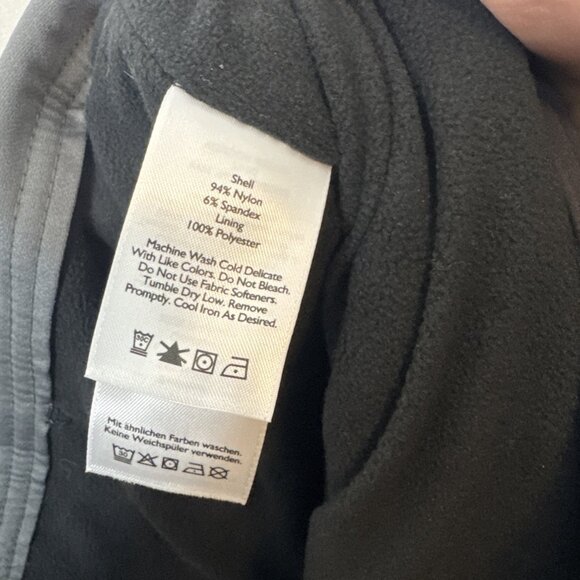 Shell
94% Nylon
6% Spandex
Lining
100% Polyester
Machine Wash Cold Delicate
With Like Colors. Do Not Bleach.
Do Not Use Fabric Softeners.
Tumble Dry Low. Remove
Promptly. Cool Iron As Desired.
Mit ähnlichen Farben waschen.
Keine Weichspüler verwenden.